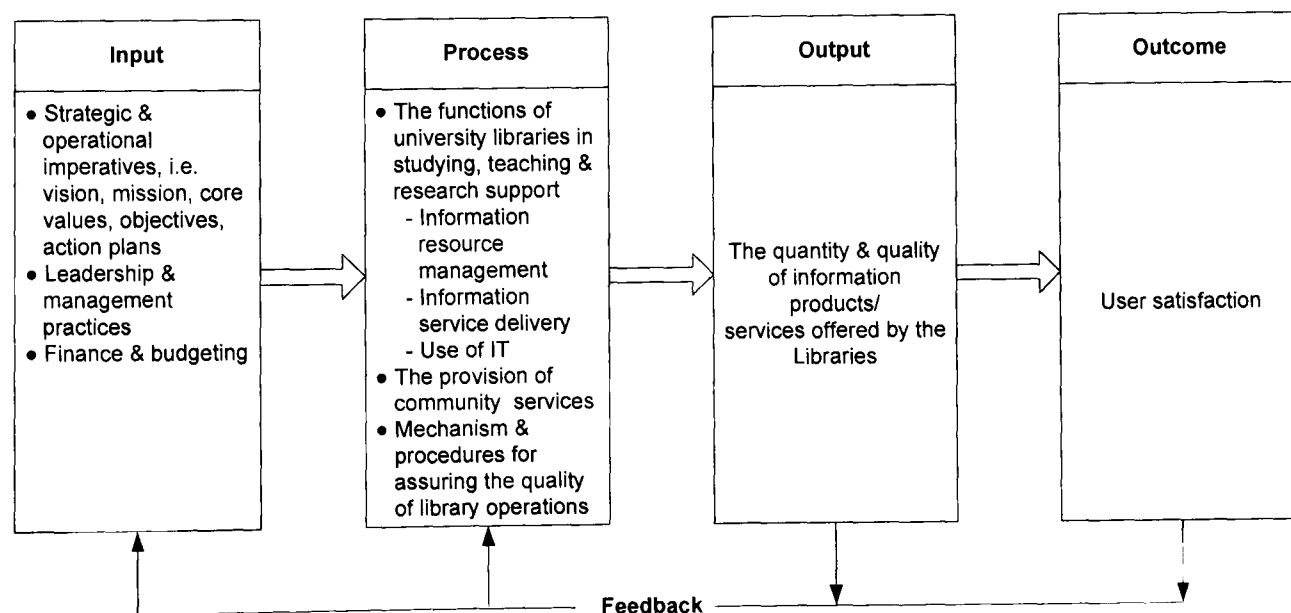 Input
● Strategic &
operational
imperatives, i.e.
vision, mission, core
values, objectives,
action plans
● Leadership &
management
practices
● Finance & budgeting
Process
● The functions of
university libraries in
studying, teaching &
research support
- Information
resource
management
- Information
service delivery
- Use of IT
● The provision of
community services
● Mechanism &
procedures for
assuring the quality
of library operations
Output
The quantity & quality
of information
products/
services offered by the
Libraries
Outcome
User satisfaction
Feedback